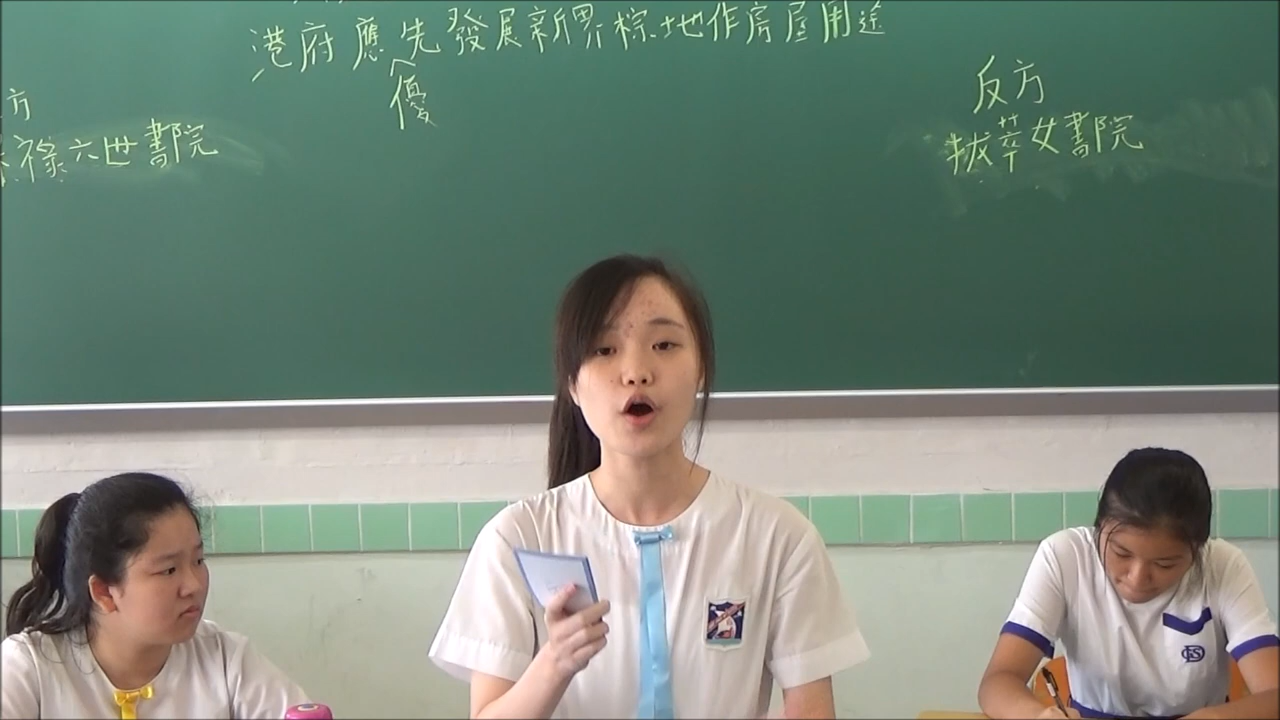 港府應優先發展新界棕地作房屋用途
方
祿六世書院
反方
拔萃女書院